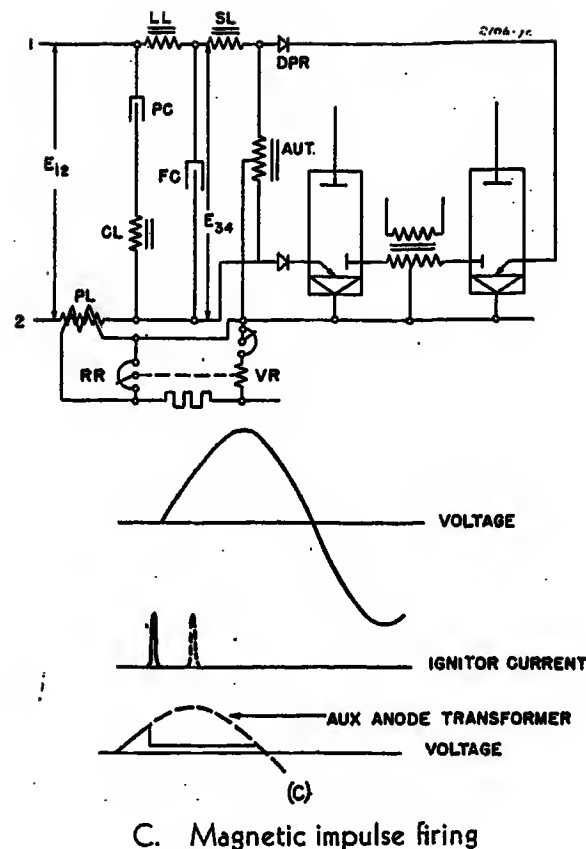 LL SL
1
DPR
PC
E12
FC
AUT.
CL
E34
PL
2
RR
VR
VOLTAGE
IGNITOR CURRENT
AUX ANODE TRANSFORMER
VOLTAGE
(C)
C. Magnetic impulse firing